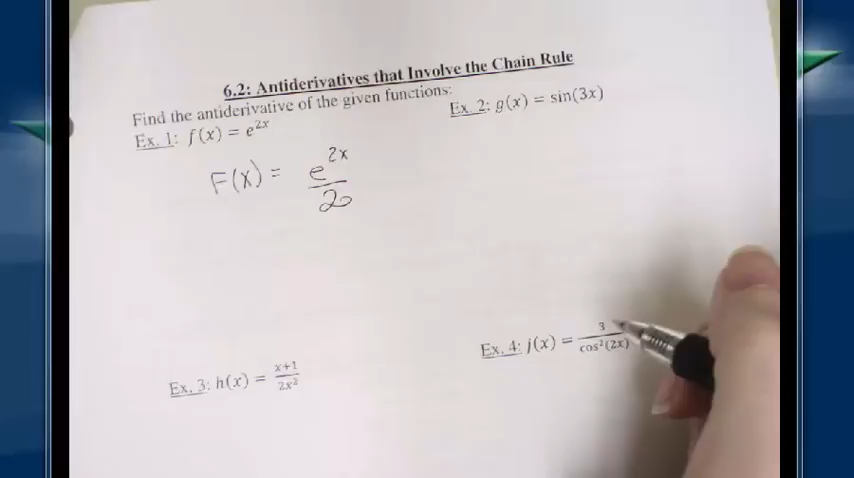 6.2: Antiderivatives that Involve the Chain Rule
Find the antiderivative of the given functions:
Ex. 1: f(x) = e^{2x}
Ex. 2: g(x) = sin(3x)
F(x) = e^{2x}/2
Ex. 3: h(x) = (x+1)/(2x²)
Ex. 4: j(x) = 3/(cos²(2x))